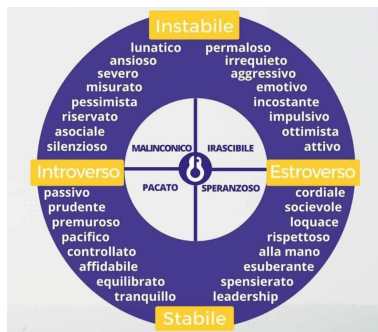 Instabile
lunatico permaloso
ansioso irrequieto
severo aggressivo
misurato emotivo
pessimista incostante
riservato impulsivo
asociale ottimista
silenzioso attivo
MALINCONICO IRASCIBILE
Introverso Estroverso
PACATO SPERANZOSO
passivo cordiale
prudente socievole
premuroso loquace
pacifico rispettoso
controllato alla mano
affidabile esuberante
equilibrato spensierato
tranquillo leadership
Stabile